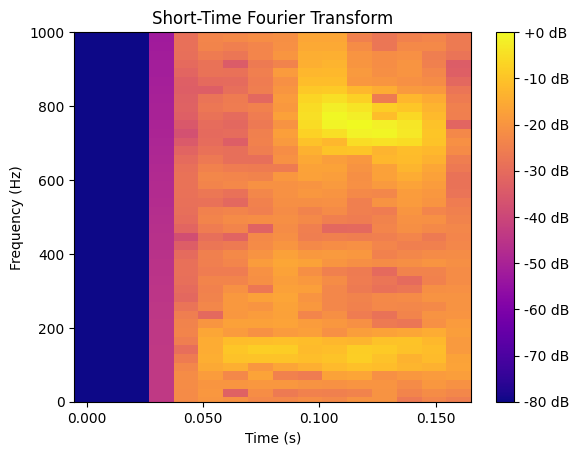 Short-Time Fourier Transform
Frequency (Hz)
1000
800
600
400
200
0
0.000
0.050
0.100
0.150
Time (s)
+0 dB
-10 dB
-20 dB
-30 dB
-40 dB
-50 dB
-60 dB
-70 dB
-80 dB